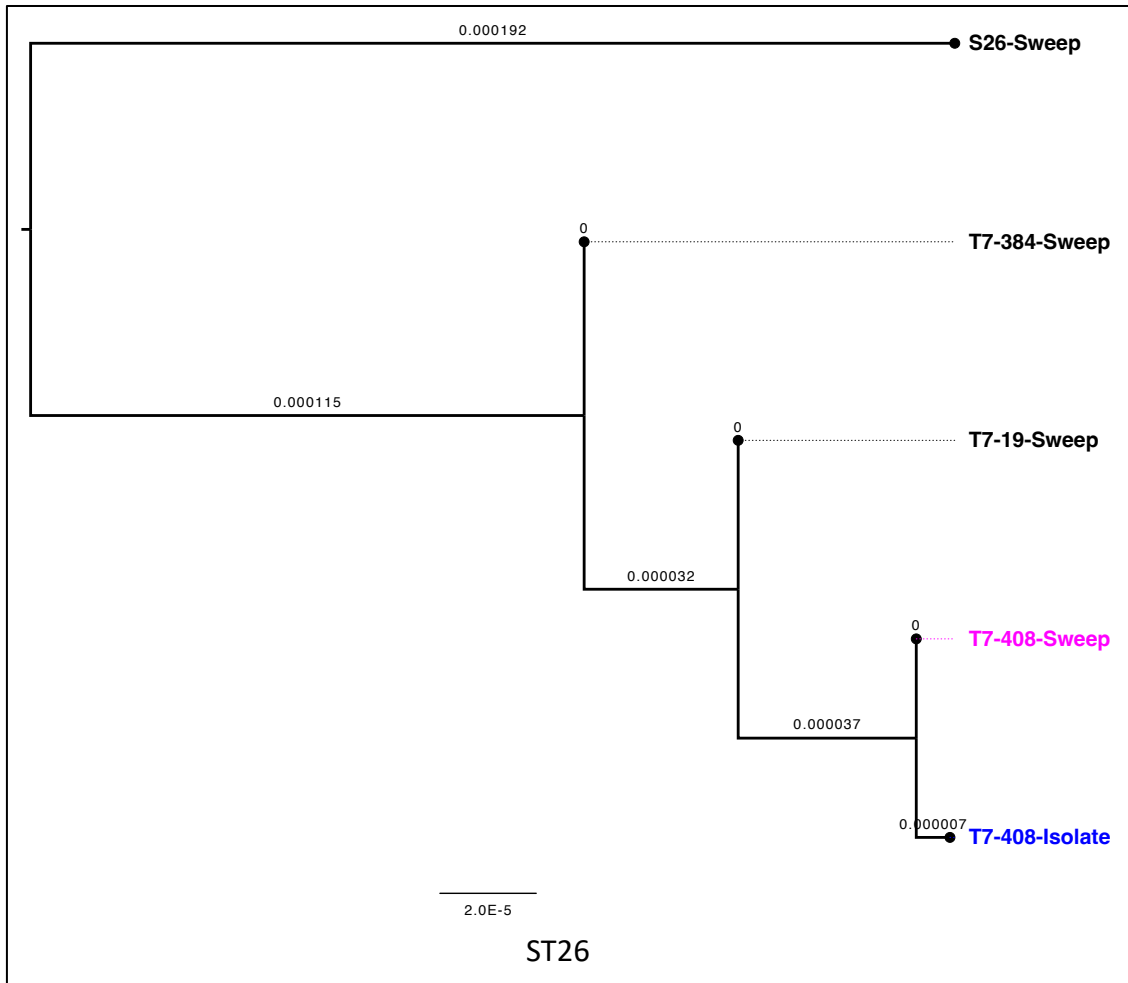 0.000192
S26-Sweep
0
T7-384-Sweep
0.000115
0
T7-19-Sweep
0.000032
0
T7-408-Sweep
0.000037
0.000007
T7-408-Isolate
2.0E-5
ST26